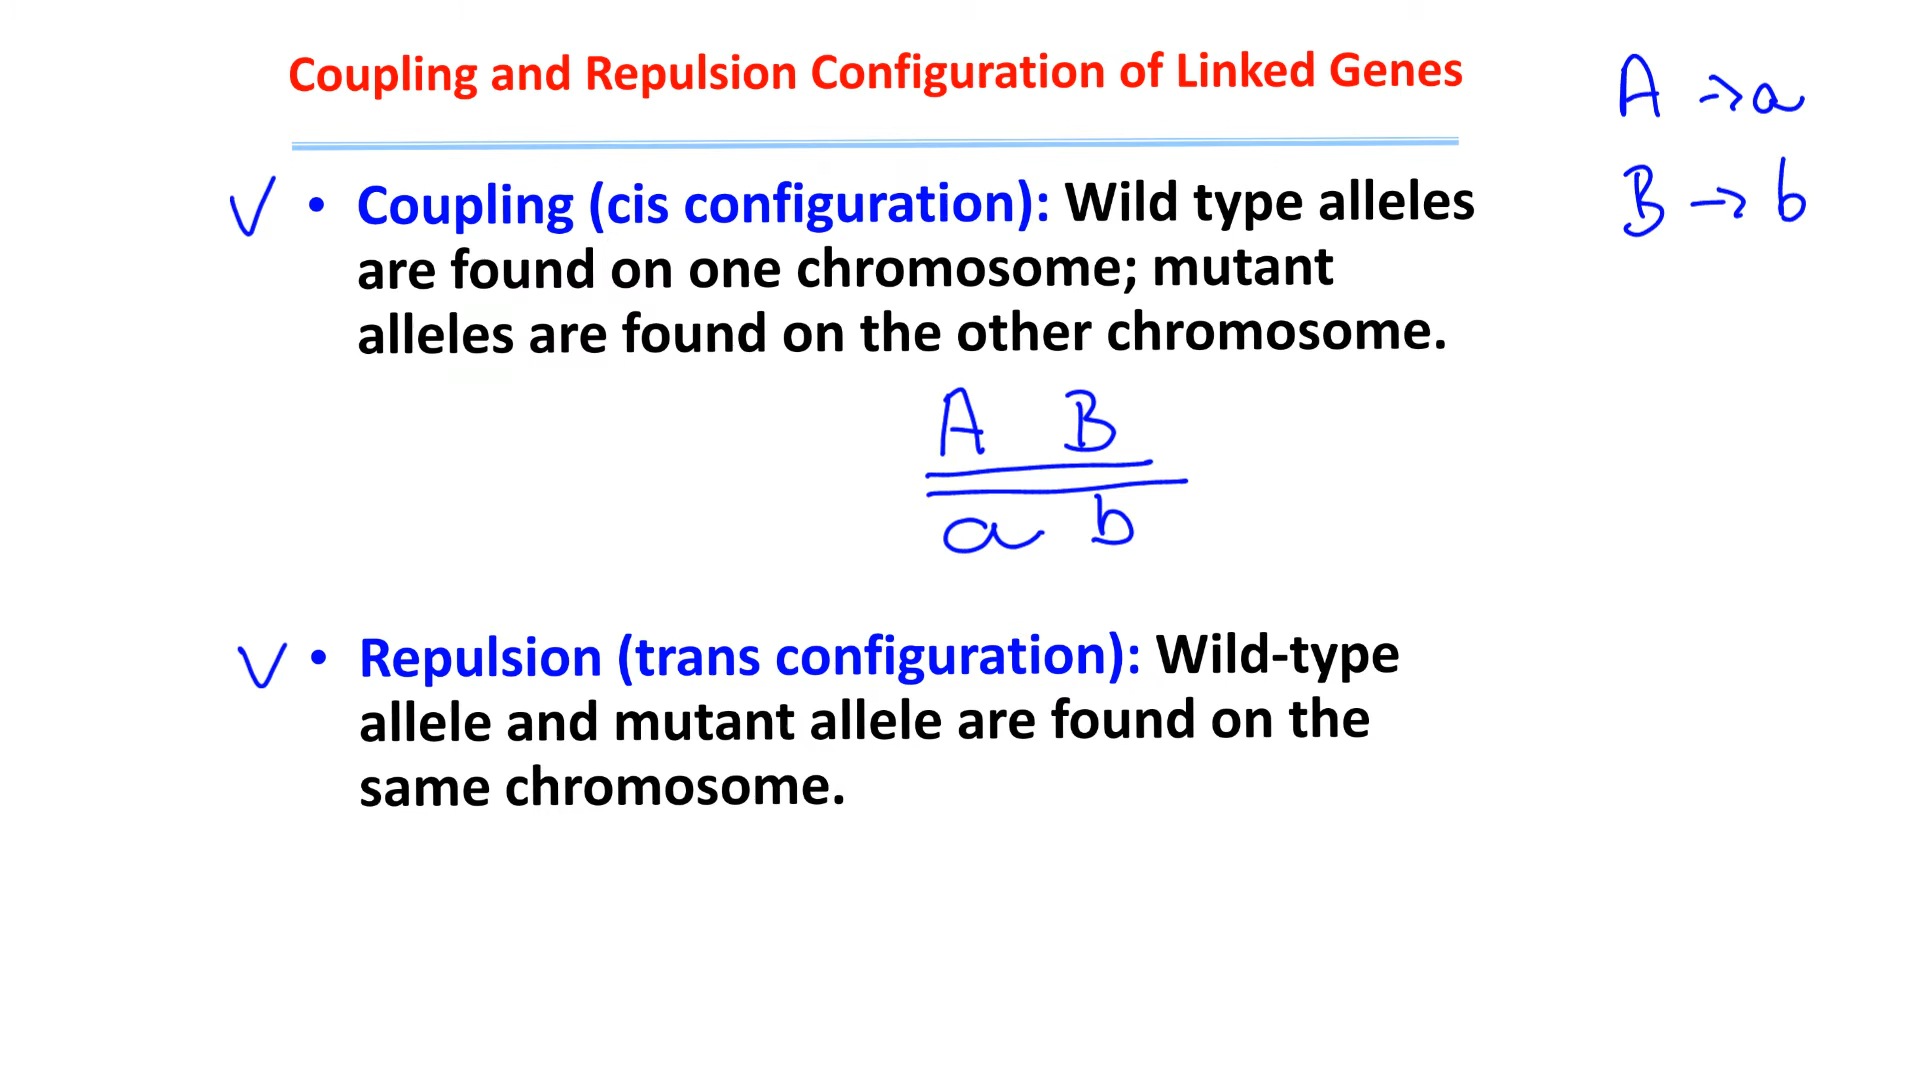 Coupling and Repulsion Configuration of Linked Genes
A → a
B → b
• Coupling (cis configuration): Wild type alleles
are found on one chromosome; mutant
alleles are found on the other chromosome.
A B
a b
• Repulsion (trans configuration): Wild-type
allele and mutant allele are found on the
same chromosome.